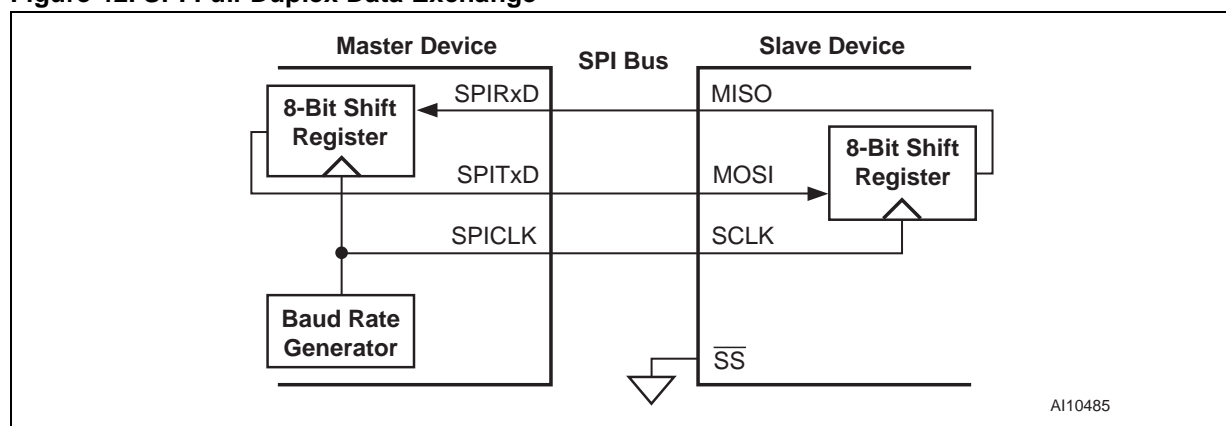 Figure SPI Full-Duplex Data Exchange
Master Device
SPI Bus
Slave Device
8-Bit Shift
Register
SPIRxD
MISO
8-Bit Shift
Register
SPITxD
MOSI
SPICLK
SCLK
Baud Rate
Generator
SS
AI10485